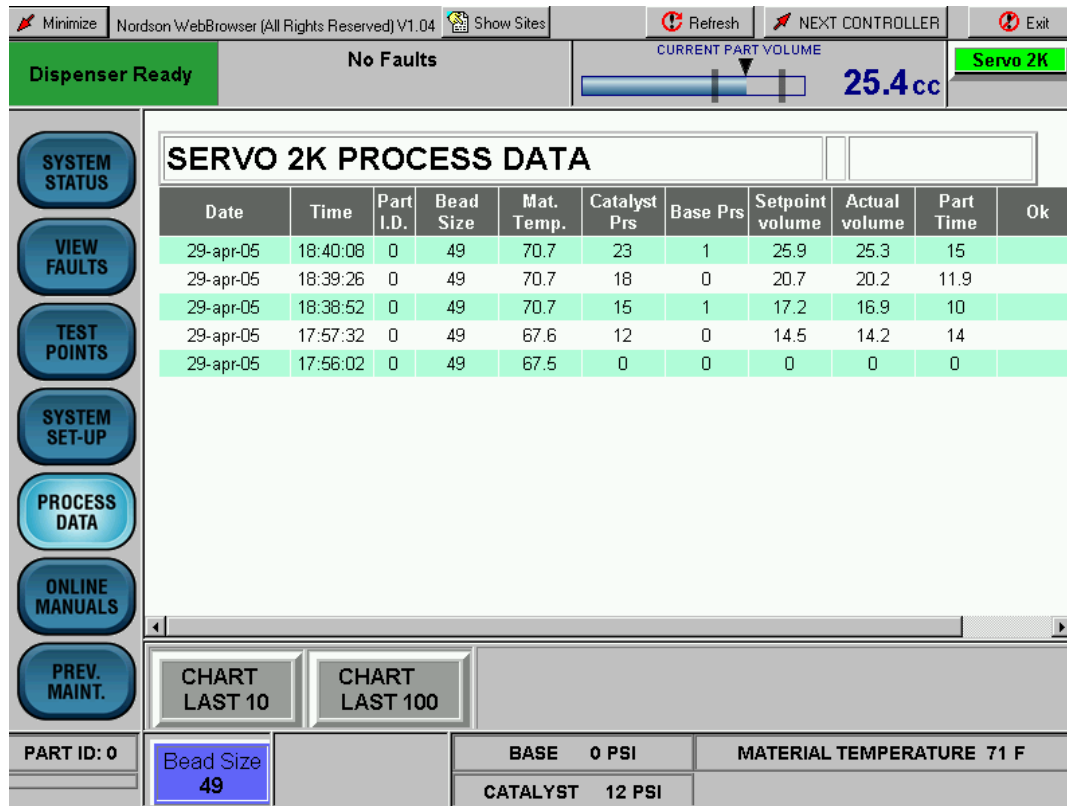 Minimize Nordson WebBrowser (All Rights Reserved) V1.04 Show Sites Refresh NEXT CONTROLLER Exit
Dispenser Ready No Faults CURRENT PART VOLUME 25.4 cc Servo 2K
SYSTEM STATUS
VIEW FAULTS
TEST POINTS
SYSTEM SET-UP
PROCESS DATA
ONLINE MANUALS
PREV. MAINT.
SERVO 2K PROCESS DATA
Date Time Part I.D. Bead Size Mat. Temp. Catalyst Prs Base Prs Setpoint volume Actual volume Part Time Ok
29-apr-05 18:40:08 0 49 70.7 23 1 25.9 25.3 15
29-apr-05 18:39:26 0 49 70.7 18 0 20.7 20.2 11.9
29-apr-05 18:38:52 0 49 70.7 15 1 17.2 16.9 10
29-apr-05 17:57:32 0 49 67.6 12 0 14.5 14.2 14
29-apr-05 17:56:02 0 49 67.5 0 0 0 0 0
CHART LAST 10
CHART LAST 100
PART ID: 0
Bead Size
49
BASE 0 PSI MATERIAL TEMPERATURE 71 F
CATALYST 12 PSI